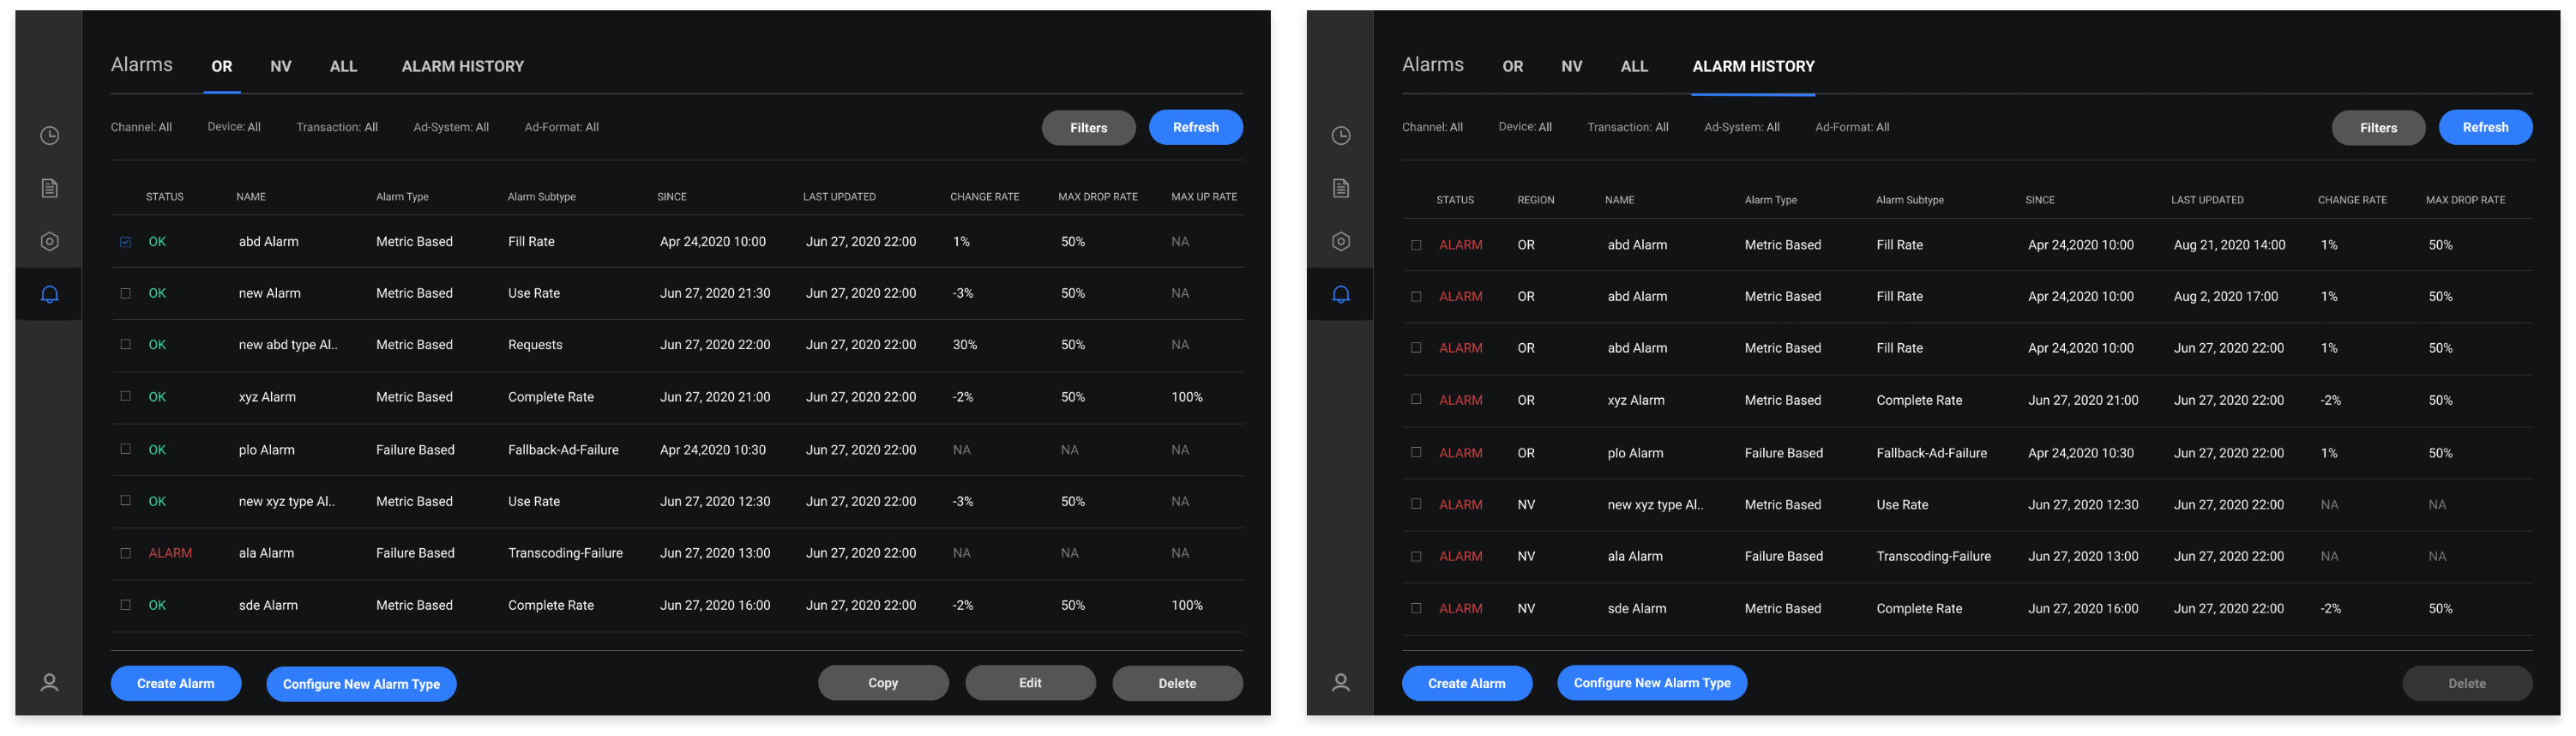 Alarms OR NV ALL ALARM HISTORY
Channel: All Device: All Transaction: All Ad-System: All Ad-Format: All Filters Refresh
STATUS NAME Alarm Type Alarm Subtype SINCE LAST UPDATED CHANGE RATE MAX DROP RATE MAX UP RATE
OK abd Alarm Metric Based Fill Rate Apr 24,2020 10:00 Jun 27, 2020 22:00 1% 50% NA
OK new Alarm Metric Based Use Rate Jun 27, 2020 21:30 Jun 27, 2020 22:00 -3% 50% NA
OK new abd type Al.. Metric Based Requests Jun 27, 2020 22:00 Jun 27, 2020 22:00 30% 50% NA
OK xyz Alarm Metric Based Complete Rate Jun 27, 2020 21:00 Jun 27, 2020 22:00 -2% 50% 100%
OK plo Alarm Failure Based Fallback-Ad-Failure Apr 24,2020 10:30 Jun 27, 2020 22:00 NA NA NA
OK new xyz type Al.. Metric Based Use Rate Jun 27, 2020 12:30 Jun 27, 2020 22:00 -3% 50% NA
ALARM ala Alarm Failure Based Transcoding-Failure Jun 27, 2020 13:00 Jun 27, 2020 22:00 NA NA NA
OK sde Alarm Metric Based Complete Rate Jun 27, 2020 16:00 Jun 27, 2020 22:00 -2% 50% 100%
Create Alarm Configure New Alarm Type Copy Edit Delete
Alarms OR NV ALL ALARM HISTORY
Channel: All Device: All Transaction: All Ad-System: All Ad-Format: All Filters Refresh
STATUS REGION NAME Alarm Type Alarm Subtype SINCE LAST UPDATED CHANGE RATE MAX DROP RATE
ALARM OR abd Alarm Metric Based Fill Rate Apr 24,2020 10:00 Aug 21, 2020 14:00 1% 50%
ALARM OR abd Alarm Metric Based Fill Rate Apr 24,2020 10:00 Aug 2, 2020 17:00 1% 50%
ALARM OR abd Alarm Metric Based Fill Rate Apr 24,2020 10:00 Jun 27, 2020 22:00 1% 50%
ALARM OR xyz Alarm Metric Based Complete Rate Jun 27, 2020 21:00 Jun 27, 2020 22:00 -2% 50%
ALARM OR plo Alarm Failure Based Fallback-Ad-Failure Apr 24,2020 10:30 Jun 27, 2020 22:00 1% 50%
ALARM NV new xyz type Al.. Metric Based Use Rate Jun 27, 2020 12:30 Jun 27, 2020 22:00 NA NA
ALARM NV ala Alarm Failure Based Transcoding-Failure Jun 27, 2020 13:00 Jun 27, 2020 22:00 NA NA
ALARM NV sde Alarm Metric Based Complete Rate Jun 27, 2020 16:00 Jun 27, 2020 22:00 -2% 50%
Create Alarm Configure New Alarm Type Delete